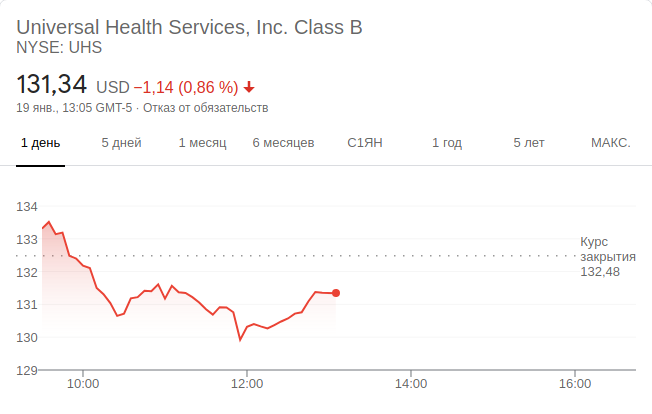 Universal Health Services, Inc. Class B
NYSE: UHS
131,34 USD −1,14 (0,86 %)
19 янв., 13:05 GMT-5 · Отказ от обязательств
1 день 5 дней 1 месяц 6 месяцев С1ЯН 1 год 5 лет МАКС.
134
133
132
131
130
129
Курс
закрытия
132,48
10:00 12:00 14:00 16:00